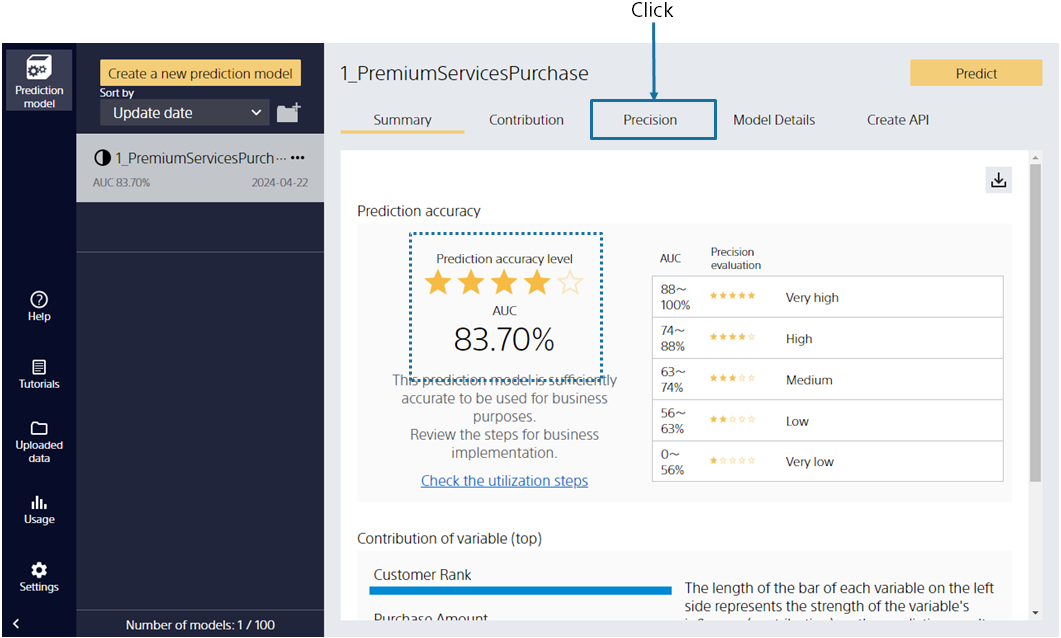 Click
Prediction
model
Create a new prediction model
Sort by
Update date
1_PremiumServicesPurch··· •••
AUC 83.70%
2024-04-22
Help
Tutorials
Uploaded
data
Usage
Settings
Number of models: 1 / 100
1_PremiumServicesPurchase
Predict
Summary
Contribution
Precision
Model Details
Create API
Prediction accuracy
Prediction accuracy level
AUC
83.70%
This prediction model is sufficiently
accurate to be used for business
purposes.
Review the steps for business
implementation.
Check the utilization steps
AUC
Precision
evaluation
88～
100%
Very high
74～
88%
High
63～
74%
Medium
56～
63%
Low
0～
56%
Very low
Contribution of variable (top)
Customer Rank
Purchase Amount
The length of the bar of each variable on the left
side represents the strength of the variable's